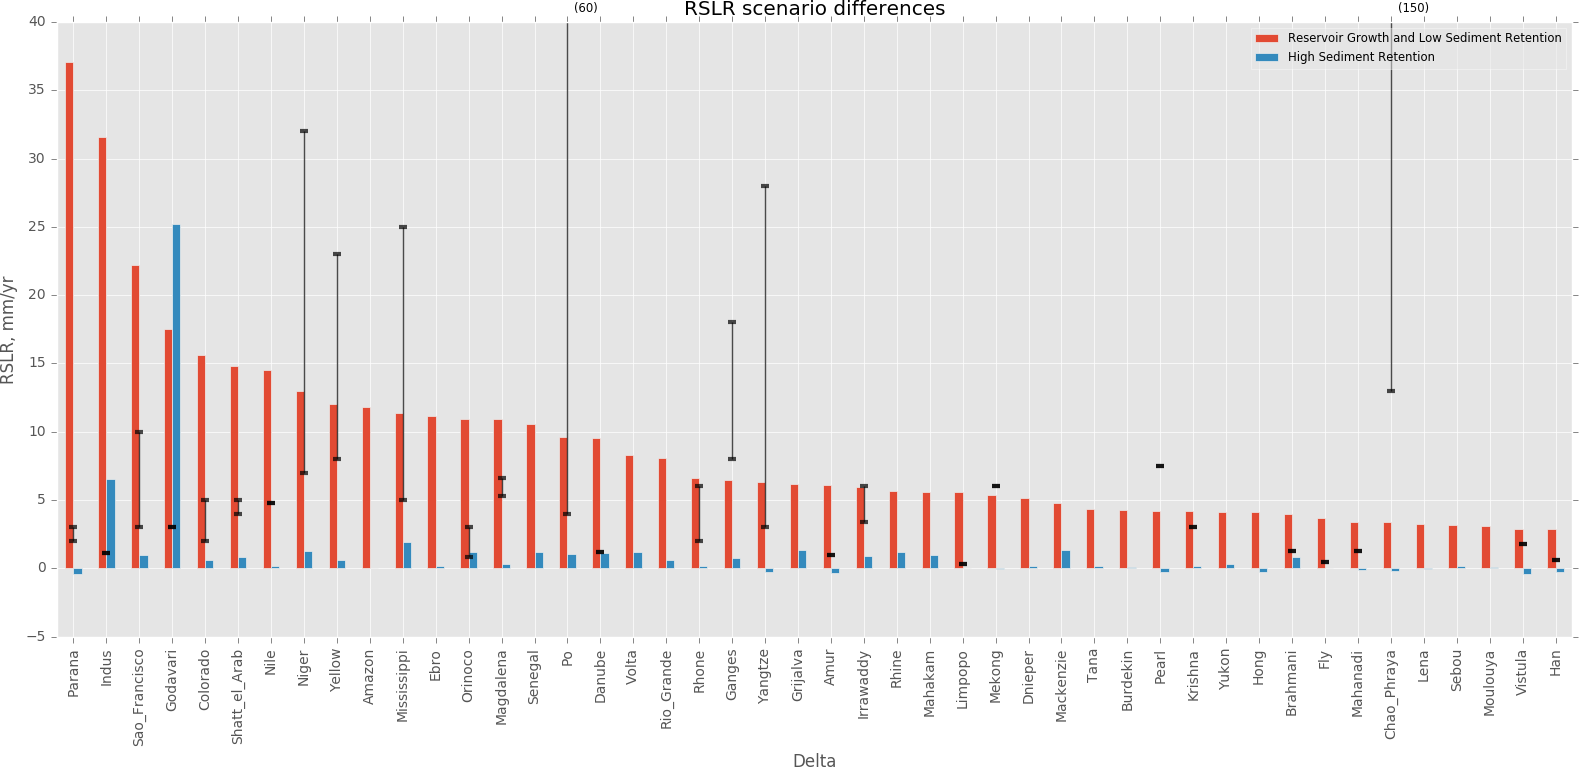 (60)
RSLR scenario differences
(150)
Reservoir Growth and Low Sediment Retention
High Sediment Retention
40
35
30
25
20
15
10
5
0
−5
RSLR, mm/yr
Parana
Indus
Sao_Francisco
Godavari
Colorado
Shatt_el_Arab
Nile
Niger
Yellow
Amazon
Mississippi
Ebro
Orinoco
Magdalena
Senegal
Po
Danube
Volta
Rio_Grande
Rhone
Ganges
Yangtze
Grijalva
Amur
Irrawaddy
Rhine
Mahakam
Limpopo
Mekong
Dnieper
Mackenzie
Tana
Burdekin
Pearl
Krishna
Yukon
Hong
Brahmani
Fly
Mahanadi
Chao_Phraya
Lena
Sebou
Moulouya
Vistula
Han
Delta